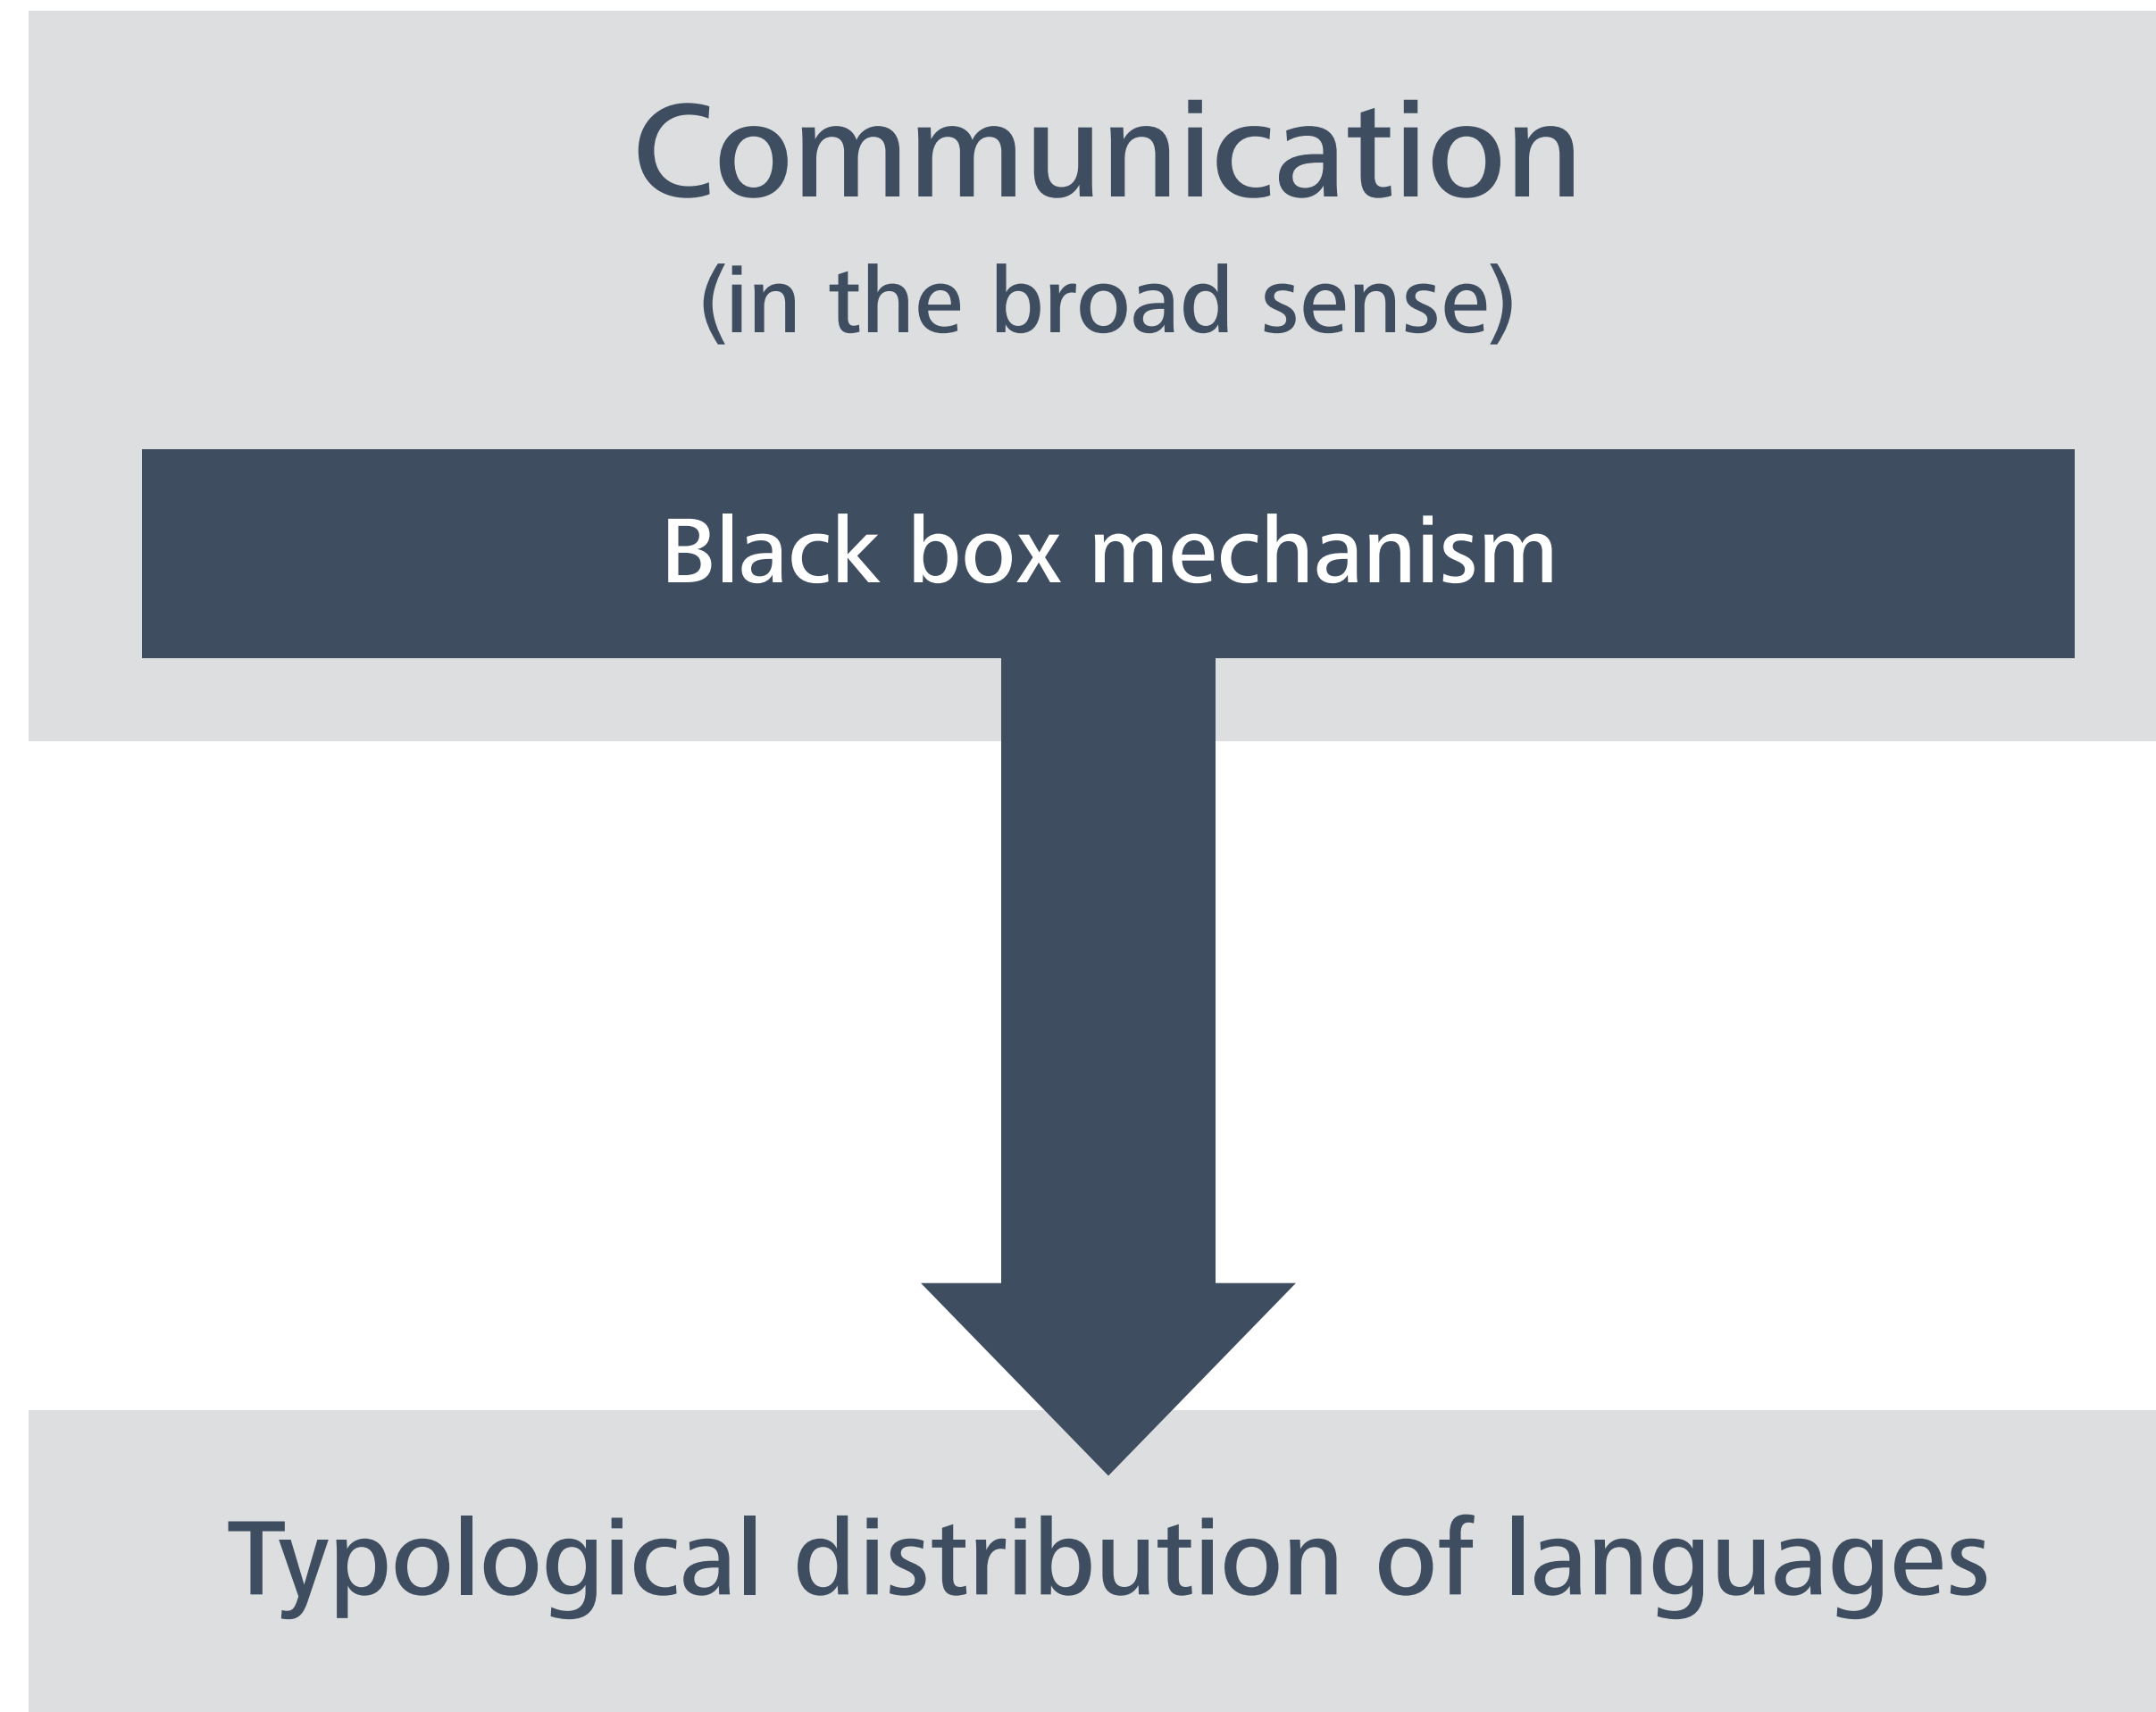 Communication
(in the broad sense)
Black box mechanism
Typological distribution of languages